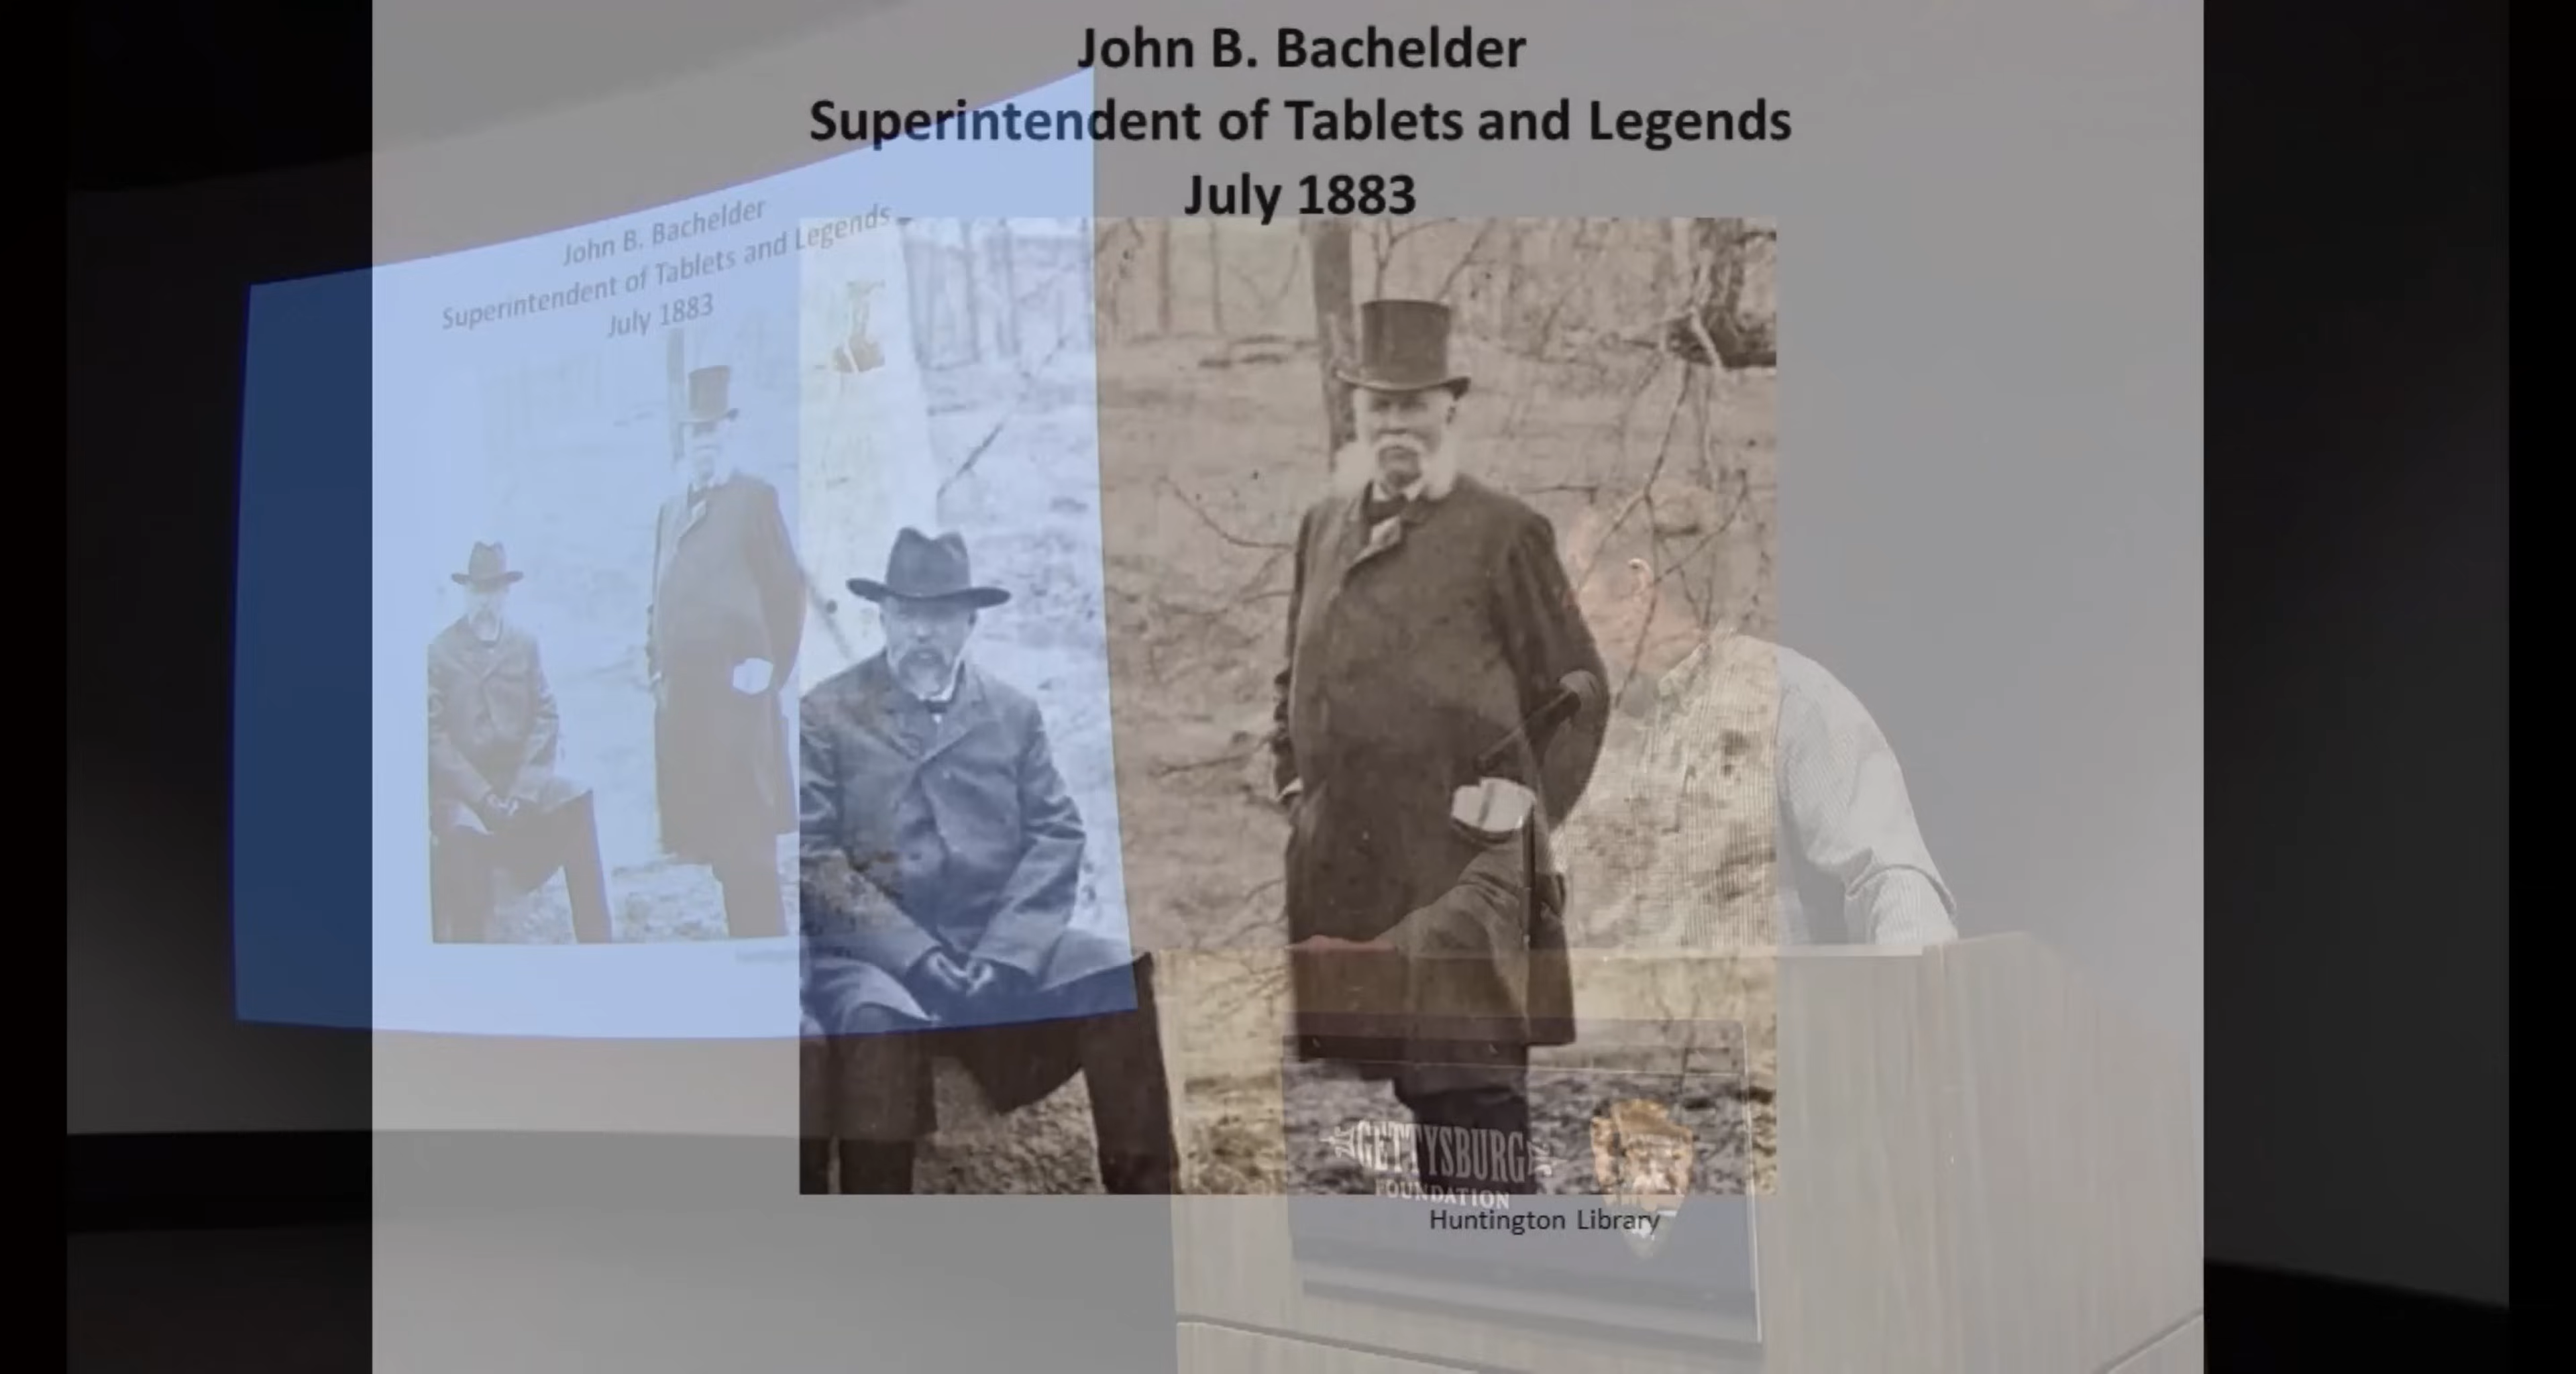 John B. Bachelder
Superintendent of Tablets and Legends
July 1883
John B. Bachelder
Superintendent of Tablets and Legends
July 1883
GETTYSBURG
FOUNDATION
Huntington Library